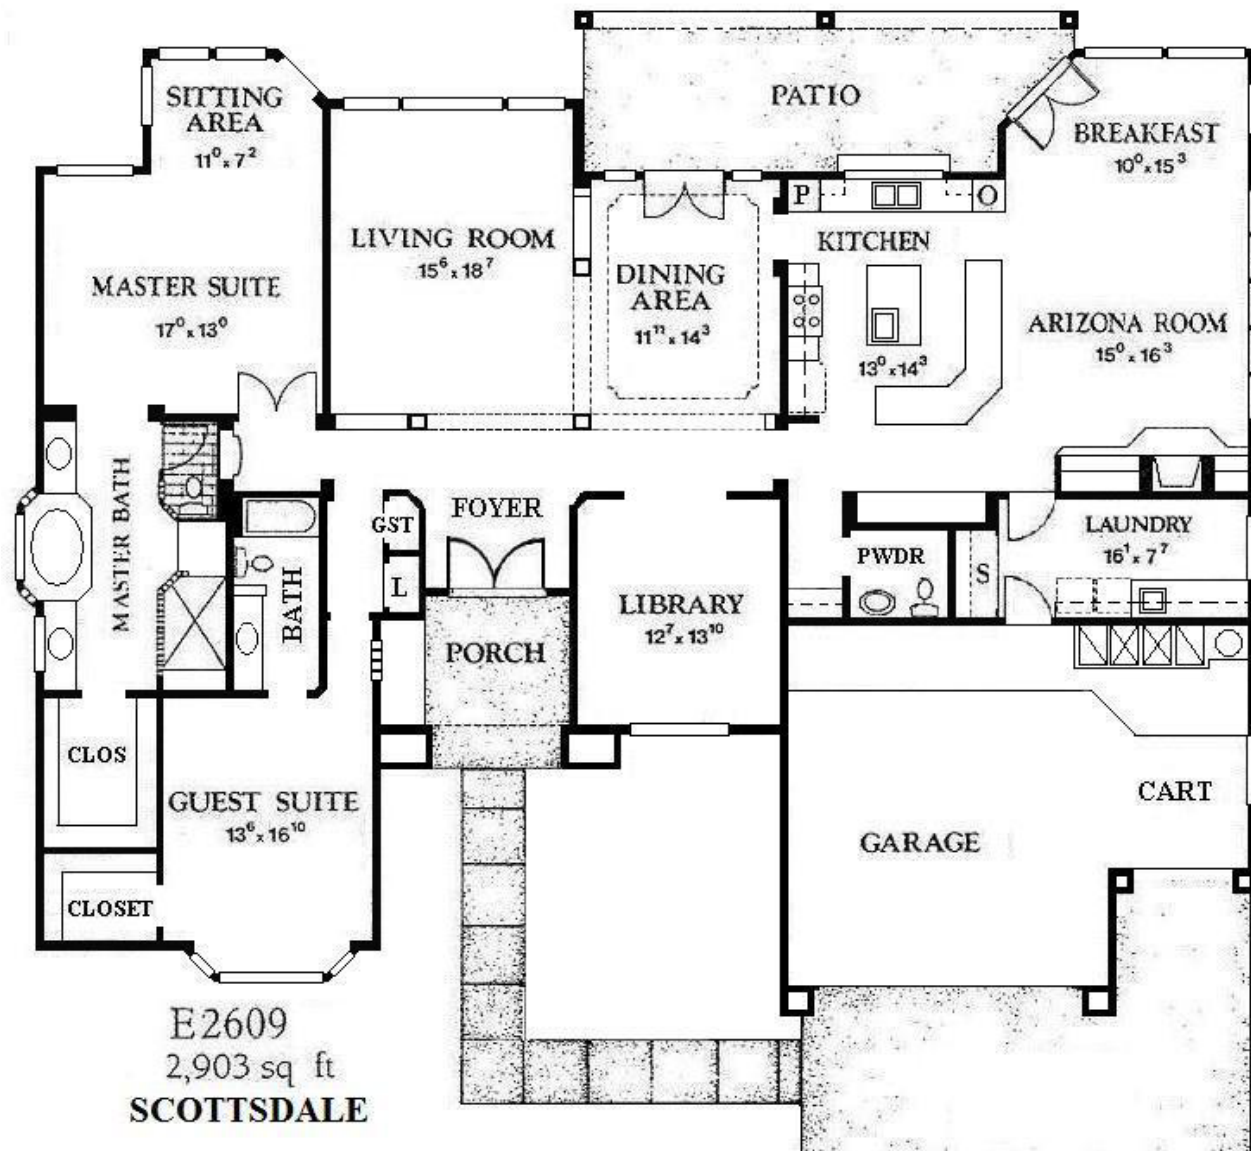 SITTING
AREA
11⁰ x 7²
PATIO
BREAKFAST
10⁰ x 15³
P
O
LIVING ROOM
15⁶ x 18⁷
KITCHEN
MASTER SUITE
17⁰ x 13⁰
DINING
AREA
11¹¹ x 14³
13⁰ x 14³
ARIZONA ROOM
15⁰ x 16³
MASTER BATH
GST
FOYER
L
BATH
PWDR
S
LAUNDRY
16¹ x 7⁷
LIBRARY
12⁷ x 13¹⁰
PORCH
CLOS
GUEST SUITE
13⁶ x 16¹⁰
CART
GARAGE
CLOSET
E2609
2,903 sq ft
SCOTTSDALE